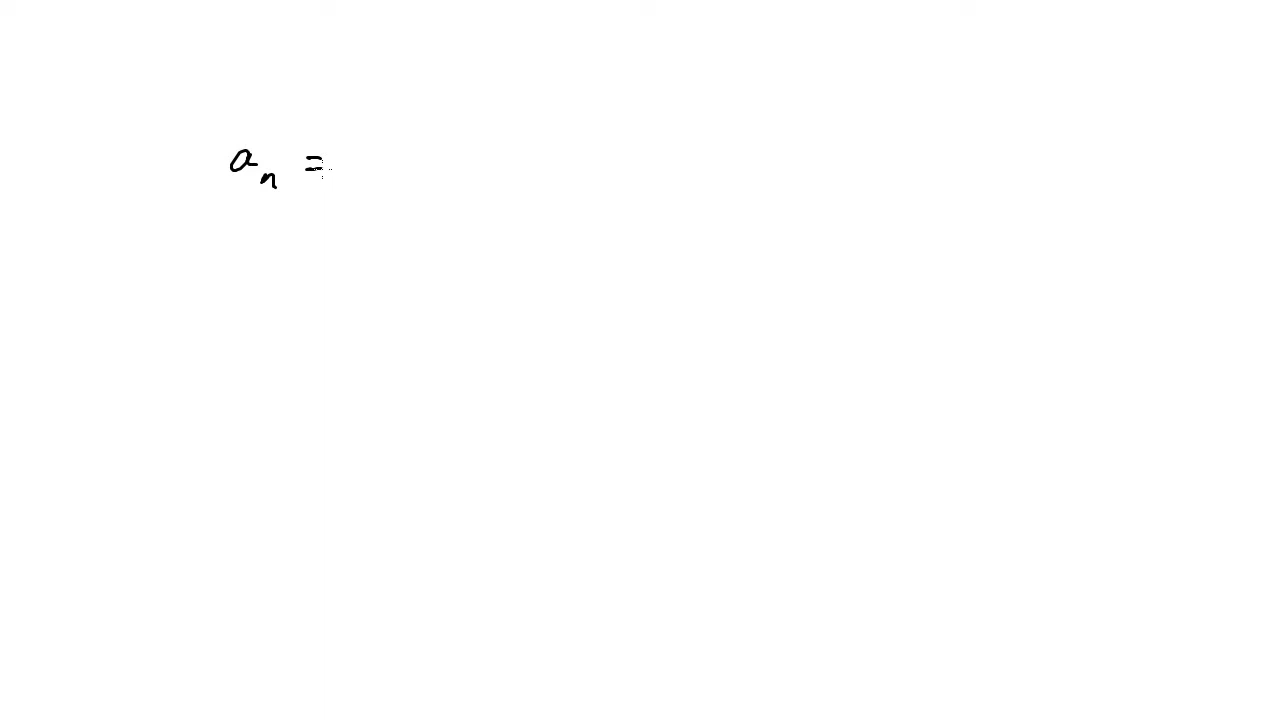 aₙ =